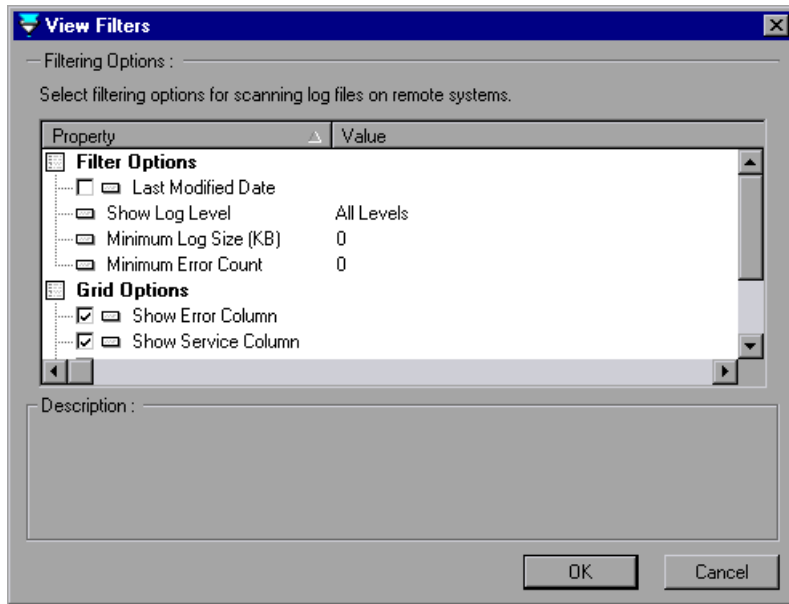 View Filters
Filtering Options :
Select filtering options for scanning log files on remote systems.
Property Value
Filter Options
Last Modified Date
Show Log Level All Levels
Minimum Log Size (KB) 0
Minimum Error Count 0
Grid Options
Show Error Column
Show Service Column
Description :
OK Cancel